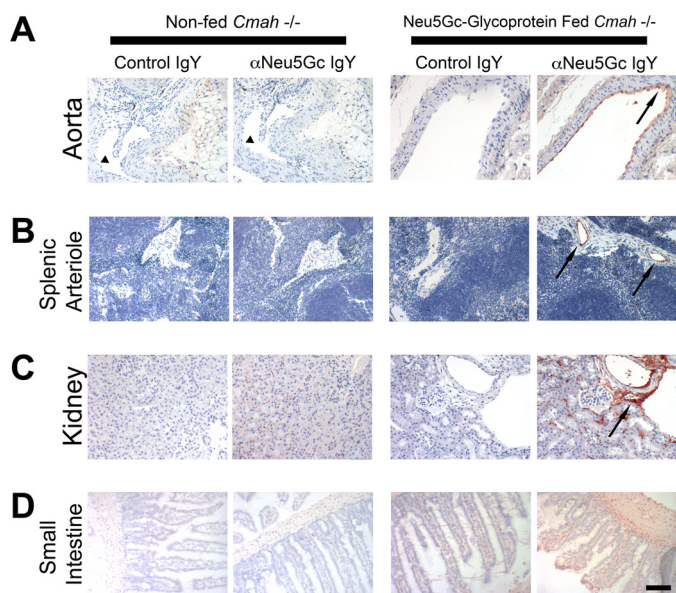 Non-fed Cmah -/-
Neu5Gc-Glycoprotein Fed Cmah -/-
Control IgY
αNeu5Gc IgY
Control IgY
αNeu5Gc IgY
A
Aorta
B
Splenic
Arteriole
C
Kidney
D
Small
Intestine